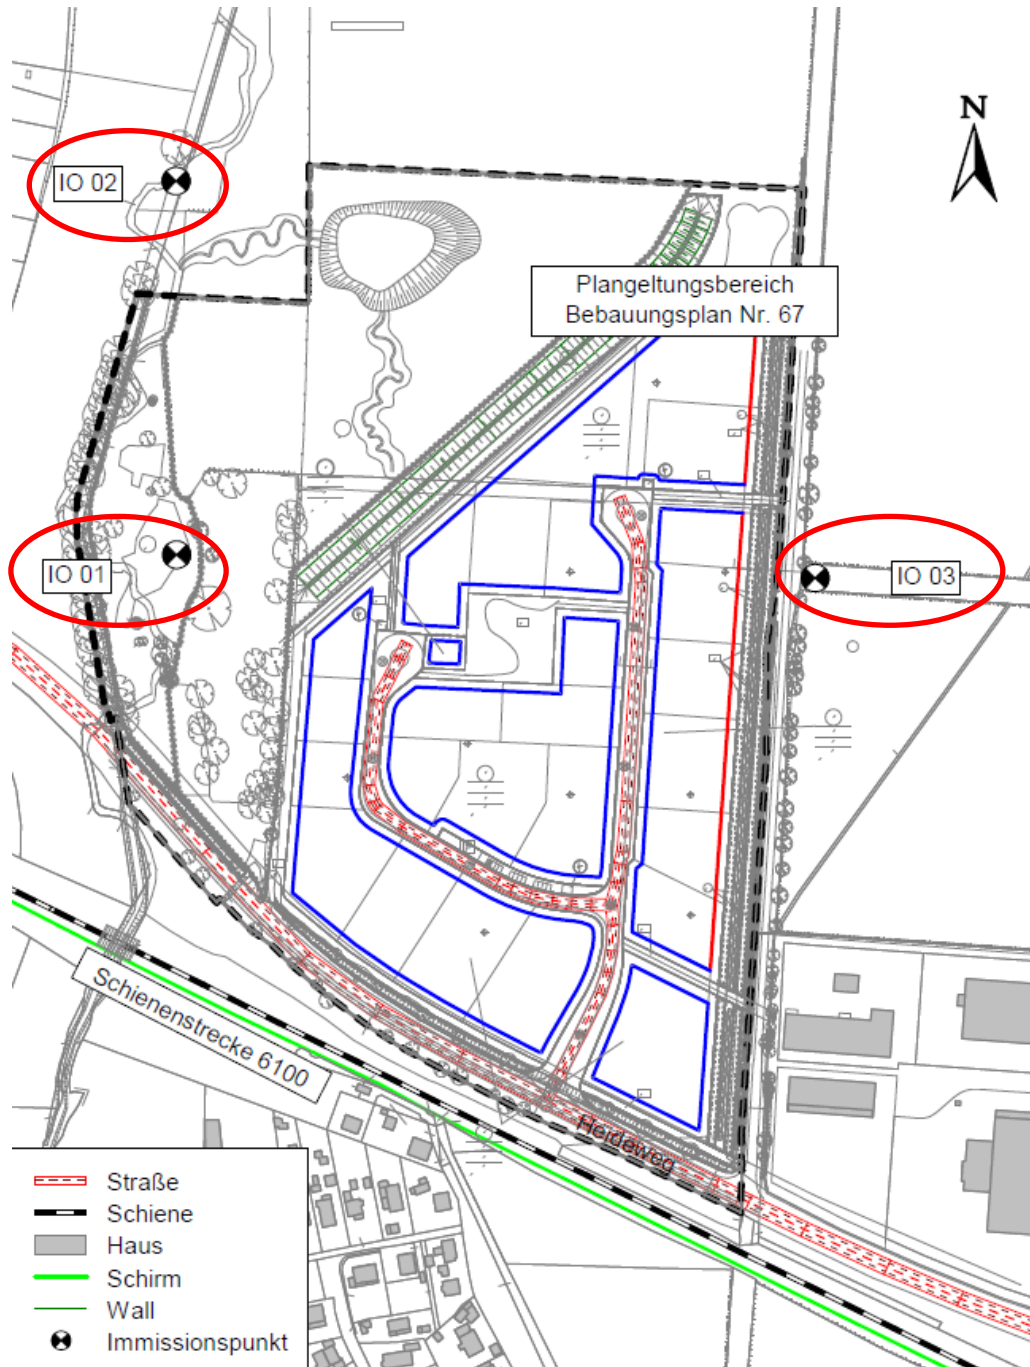 N
IO 02
Plangeltungsbereich
Bebauungsplan Nr. 67
IO 01
IO 03
Schienenstrecke 6100
Heideweg
Straße
Schiene
Haus
Schirm
Wall
Immissionspunkt